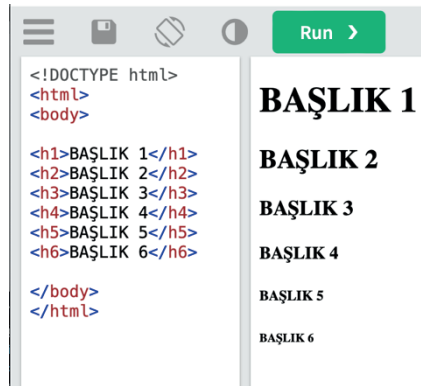 Run ❯
<!DOCTYPE html>
<html>
<body>
<h1>BAŞLIK 1</h1>
<h2>BAŞLIK 2</h2>
<h3>BAŞLIK 3</h3>
<h4>BAŞLIK 4</h4>
<h5>BAŞLIK 5</h5>
<h6>BAŞLIK 6</h6>
</body>
</html>
BAŞLIK 1
BAŞLIK 2
BAŞLIK 3
BAŞLIK 4
BAŞLIK 5
BAŞLIK 6